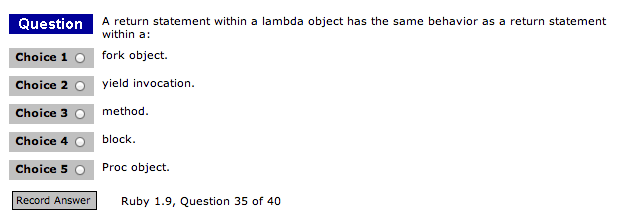 Question A return statement within a lambda object has the same behavior as a return statement
within a:
Choice 1 fork object.
Choice 2 yield invocation.
Choice 3 method.
Choice 4 block.
Choice 5 Proc object.
Record Answer Ruby 1.9, Question 35 of 40